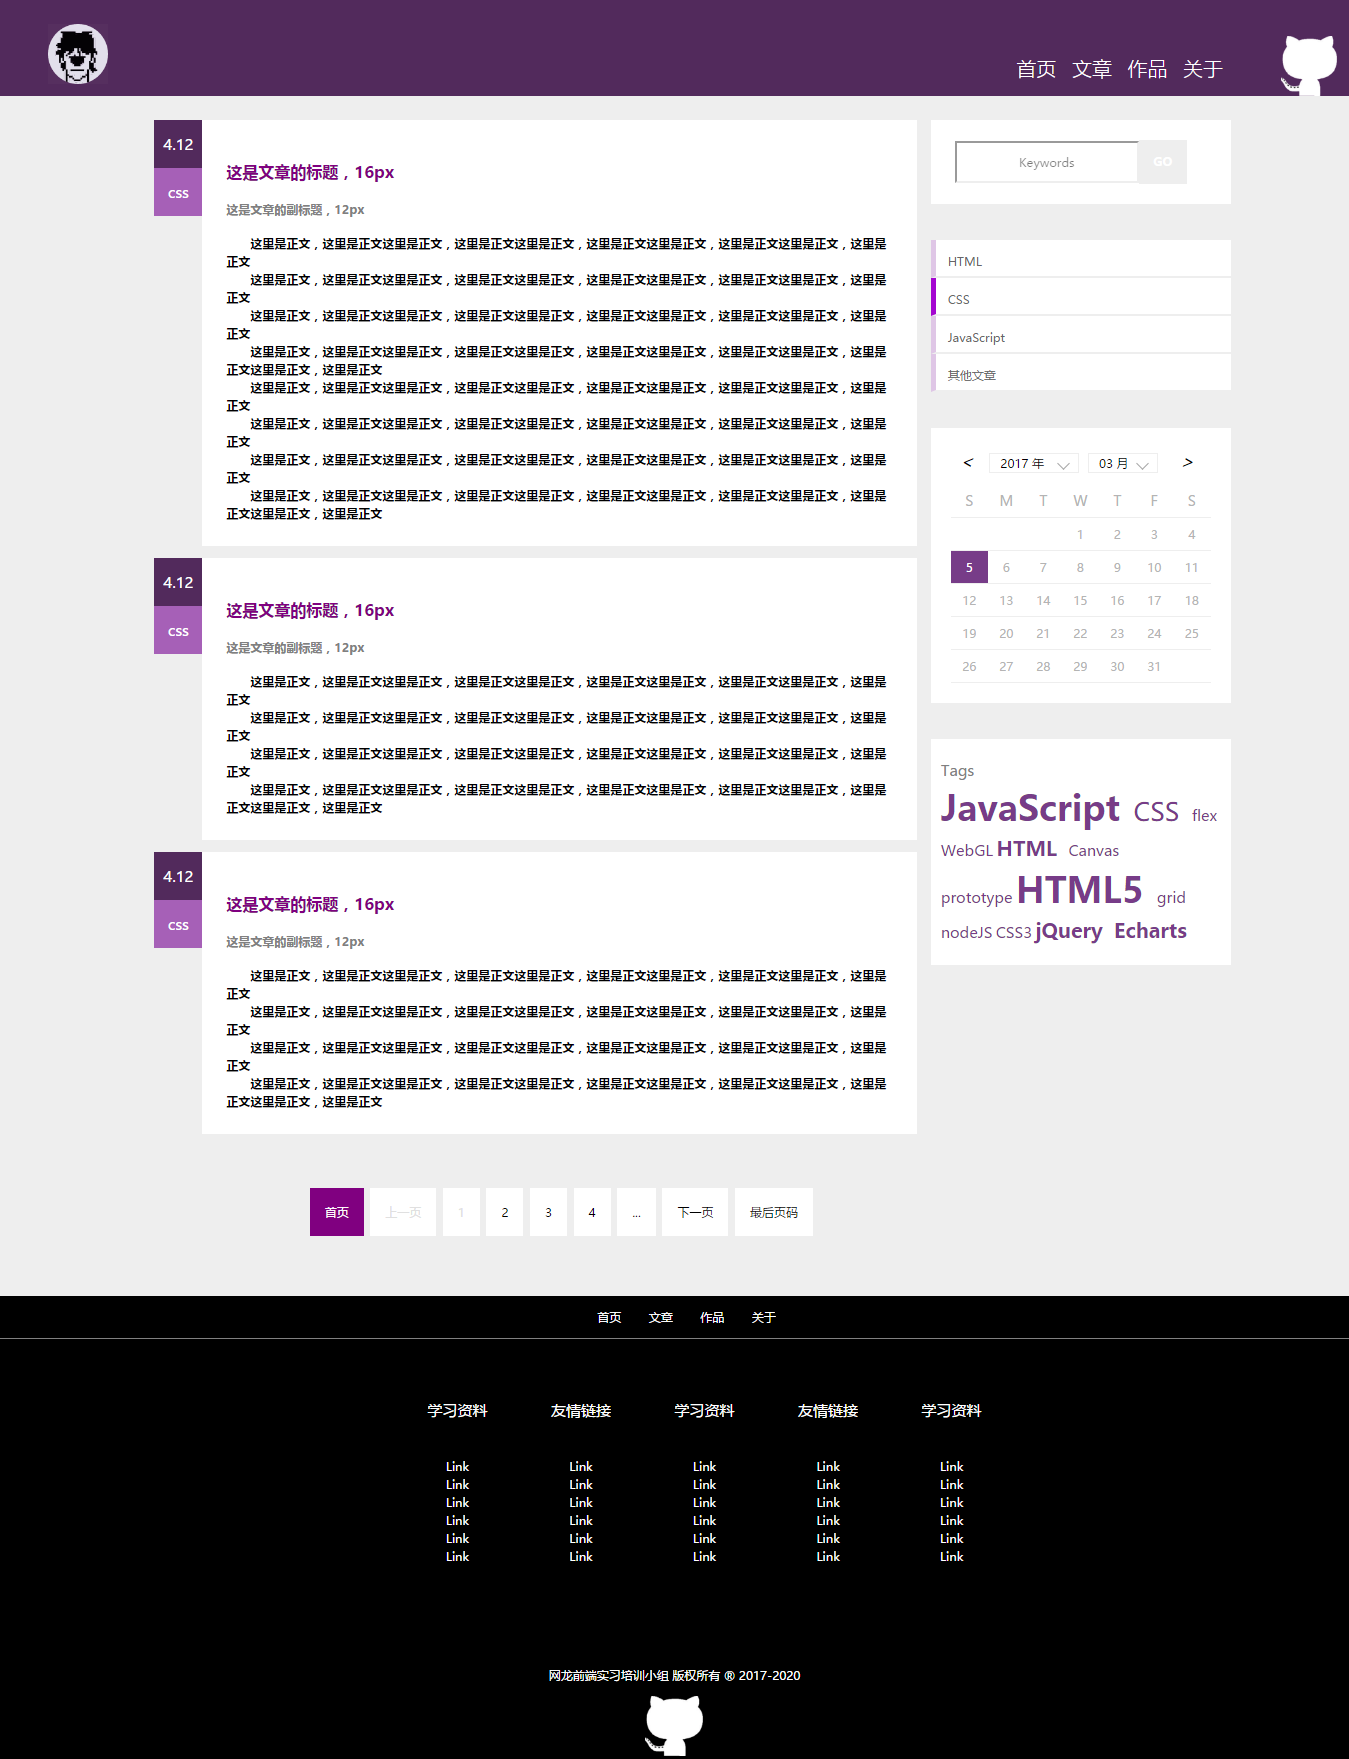 首页 文章 作品 关于
4.12
CSS
这是文章的标题，16px
这是文章的副标题，12px
这里是正文，这里是正文这里是正文，这里是正文这里是正文，这里是正文这里是正文，这里是正文这里是正文，这里是
正文
这里是正文，这里是正文这里是正文，这里是正文这里是正文，这里是正文这里是正文，这里是正文这里是正文，这里是
正文
这里是正文，这里是正文这里是正文，这里是正文这里是正文，这里是正文这里是正文，这里是正文这里是正文，这里是
正文
这里是正文，这里是正文这里是正文，这里是正文这里是正文，这里是正文这里是正文，这里是正文这里是正文，这里是
正文这里是正文，这里是正文
这里是正文，这里是正文这里是正文，这里是正文这里是正文，这里是正文这里是正文，这里是正文这里是正文，这里是
正文
这里是正文，这里是正文这里是正文，这里是正文这里是正文，这里是正文这里是正文，这里是正文这里是正文，这里是
正文
这里是正文，这里是正文这里是正文，这里是正文这里是正文，这里是正文这里是正文，这里是正文这里是正文，这里是
正文
这里是正文，这里是正文这里是正文，这里是正文这里是正文，这里是正文这里是正文，这里是正文这里是正文，这里是
正文这里是正文，这里是正文
4.12
CSS
这是文章的标题，16px
这是文章的副标题，12px
这里是正文，这里是正文这里是正文，这里是正文这里是正文，这里是正文这里是正文，这里是正文这里是正文，这里是
正文
这里是正文，这里是正文这里是正文，这里是正文这里是正文，这里是正文这里是正文，这里是正文这里是正文，这里是
正文
这里是正文，这里是正文这里是正文，这里是正文这里是正文，这里是正文这里是正文，这里是正文这里是正文，这里是
正文
这里是正文，这里是正文这里是正文，这里是正文这里是正文，这里是正文这里是正文，这里是正文这里是正文，这里是
正文这里是正文，这里是正文
4.12
CSS
这是文章的标题，16px
这是文章的副标题，12px
这里是正文，这里是正文这里是正文，这里是正文这里是正文，这里是正文这里是正文，这里是正文这里是正文，这里是
正文
这里是正文，这里是正文这里是正文，这里是正文这里是正文，这里是正文这里是正文，这里是正文这里是正文，这里是
正文
这里是正文，这里是正文这里是正文，这里是正文这里是正文，这里是正文这里是正文，这里是正文这里是正文，这里是
正文
这里是正文，这里是正文这里是正文，这里是正文这里是正文，这里是正文这里是正文，这里是正文这里是正文，这里是
正文这里是正文，这里是正文
首页 上一页 1 2 3 4 ... 下一页 最后页码
Keywords GO
HTML
CSS
JavaScript
其他文章
< 2017 年 03 月 >
S M T W T F S
1 2 3 4
5 6 7 8 9 10 11
12 13 14 15 16 17 18
19 20 21 22 23 24 25
26 27 28 29 30 31
Tags
JavaScript CSS flex
WebGL HTML Canvas
prototype HTML5 grid
nodeJS CSS3 jQuery Echarts
首页 文章 作品 关于
学习资料 友情链接 学习资料 友情链接 学习资料
Link Link Link Link Link
Link Link Link Link Link
Link Link Link Link Link
Link Link Link Link Link
Link Link Link Link Link
Link Link Link Link Link
网龙前端实习培训小组 版权所有 ® 2017-2020